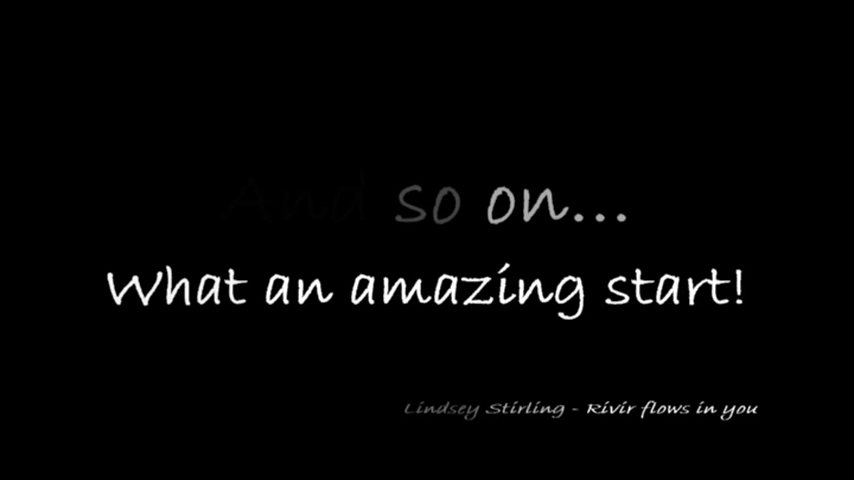 And so on...
What an amazing start!
Lindsey Stirling - Rivir flows in you